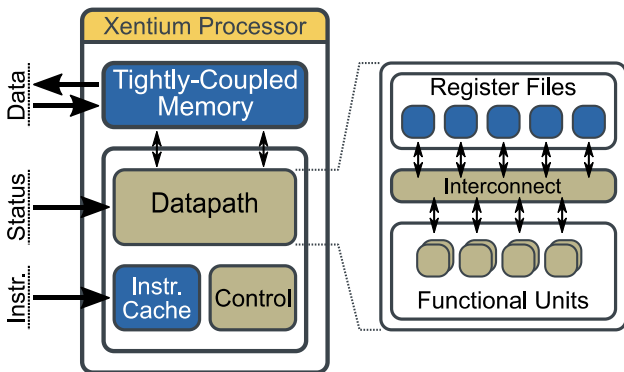 Xentium Processor
Data
Tightly-Coupled
Memory
Status
Datapath
Instr.
Instr.
Cache
Control
Register Files
Interconnect
Functional Units